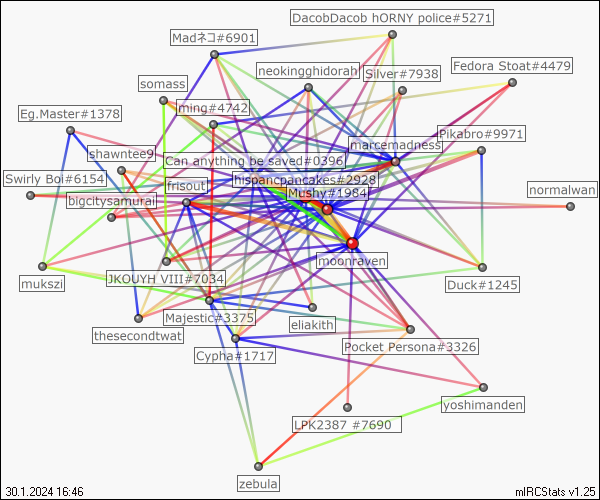 DacobDacob hORNY police#5271
Madネコ#6901
Fedora Stoat#4479
neokingghidorah
Silver#7938
somass
ming#4742
Eg.Master#1378
Pikabro#9971
marcemadness
shawntee9
Can anything be saved#0396
Swirly Boi#6154
hispanicpancakes#2928
frisout
Mushy#1984
normalwan
bigcitysamurai
moonraven
JKOUYH VIII#7034
mukszi
Duck#1245
Majestic#3375
eliakith
thesecondtwat
Pocket Persona#3326
Cypha#1717
yoshimanden
LPK2387 #7690
zebula
30.1.2024 16:46
mIRCStats v1.25